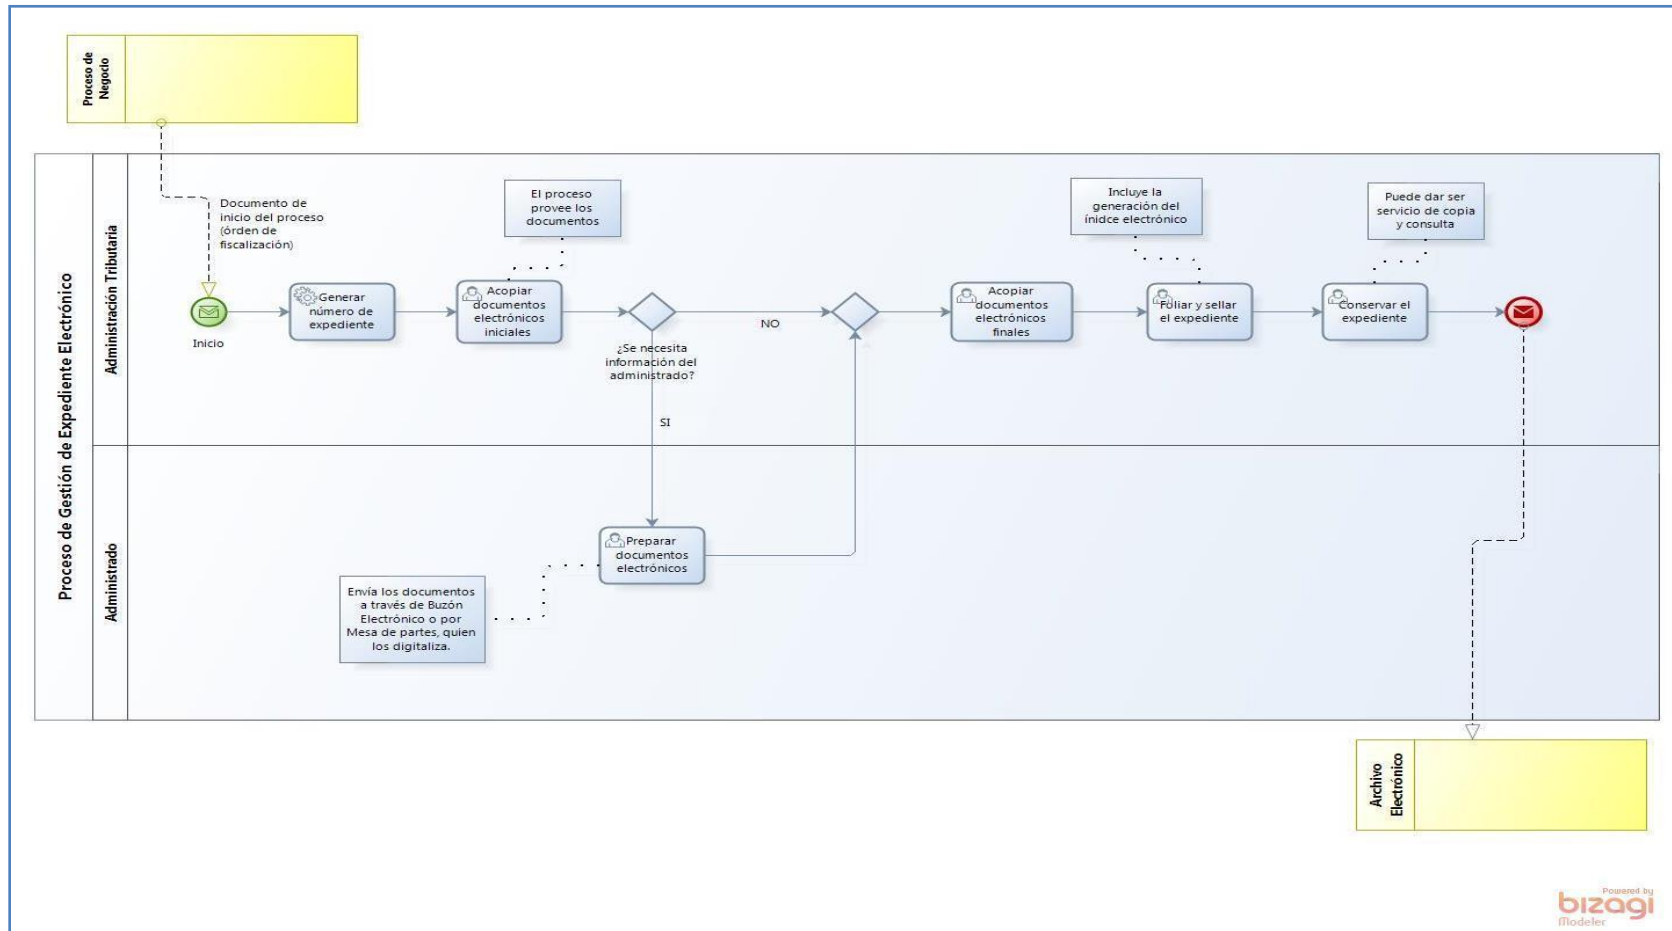 Proceso de
Negocio
Proceso de Gestión de Expediente Electrónico
Administración Tributaria
Documento de
inicio del proceso
(órden de
fiscalización)
Inicio
Generar
número de
expediente
El proceso
provee los
documentos
Acopiar
documentos
electrónicos
iniciales
¿Se necesita
información del
administrado?
NO
SI
Acopiar
documentos
electrónicos
finales
Incluye la
generación del
ínidce electrónico
Foliar y sellar
el expediente
Puede dar ser
servicio de copia
y consulta
Conservar el
expediente
Administrado
Preparar
documentos
electrónicos
Envía los documentos
a través de Buzón
Electrónico o por
Mesa de partes, quien
los digitaliza.
Archivo
Electrónico
Powered by
bizagi
Modeler